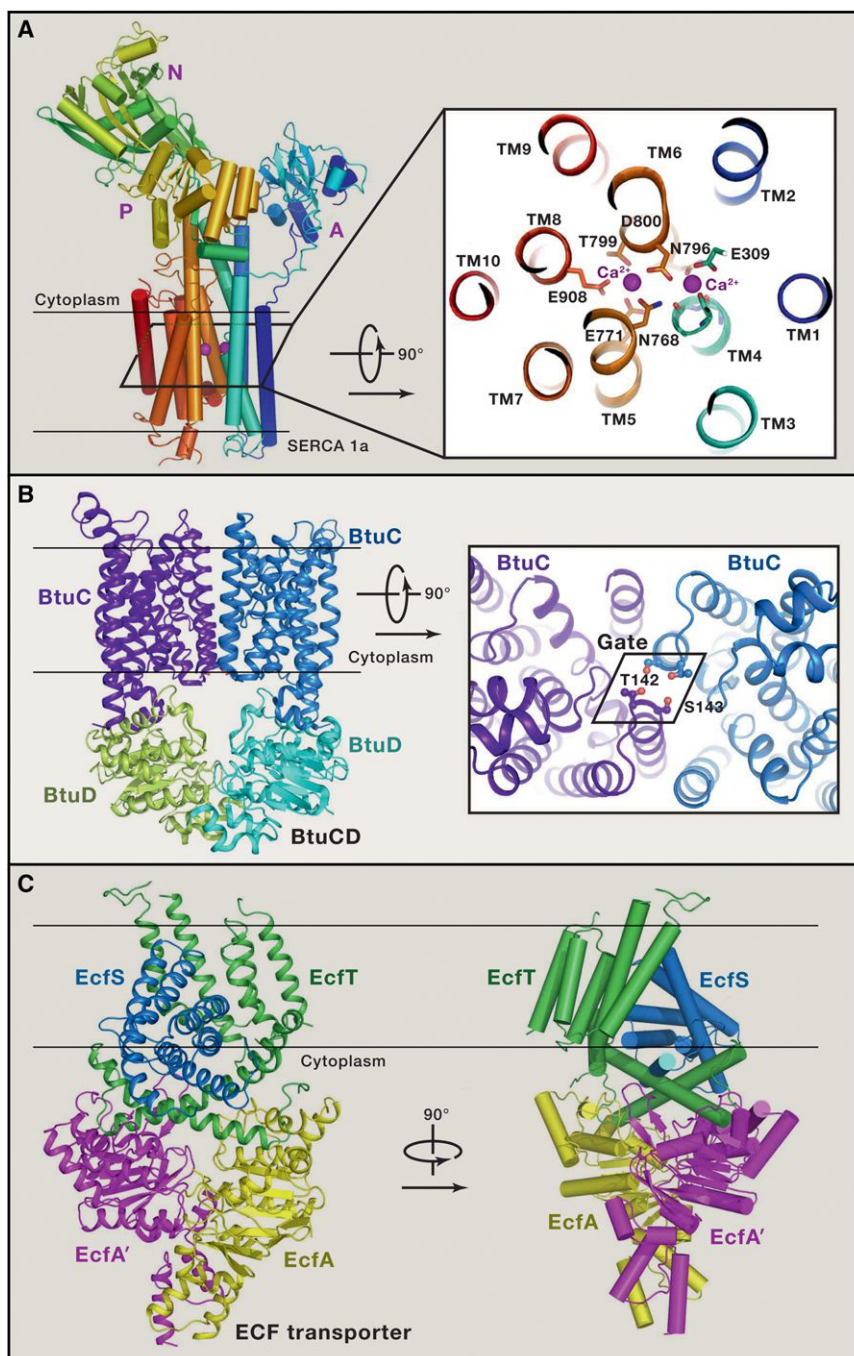 A
N
P
A
Cytoplasm
90°
SERCA 1a
TM9
TM6
TM2
TM8
D800
T799
N796
E309
TM10
Ca²⁺
Ca²⁺
E908
TM1
E771
N768
TM4
TM7
TM5
TM3
B
BtuC
BtuC
90°
Cytoplasm
BtuD
BtuD
BtuCD
BtuC
BtuC
Gate
T142
S143
C
EcfS
EcfT
Cytoplasm
EcfA′
EcfA
ECF transporter
90°
EcfT
EcfS
EcfA
EcfA′